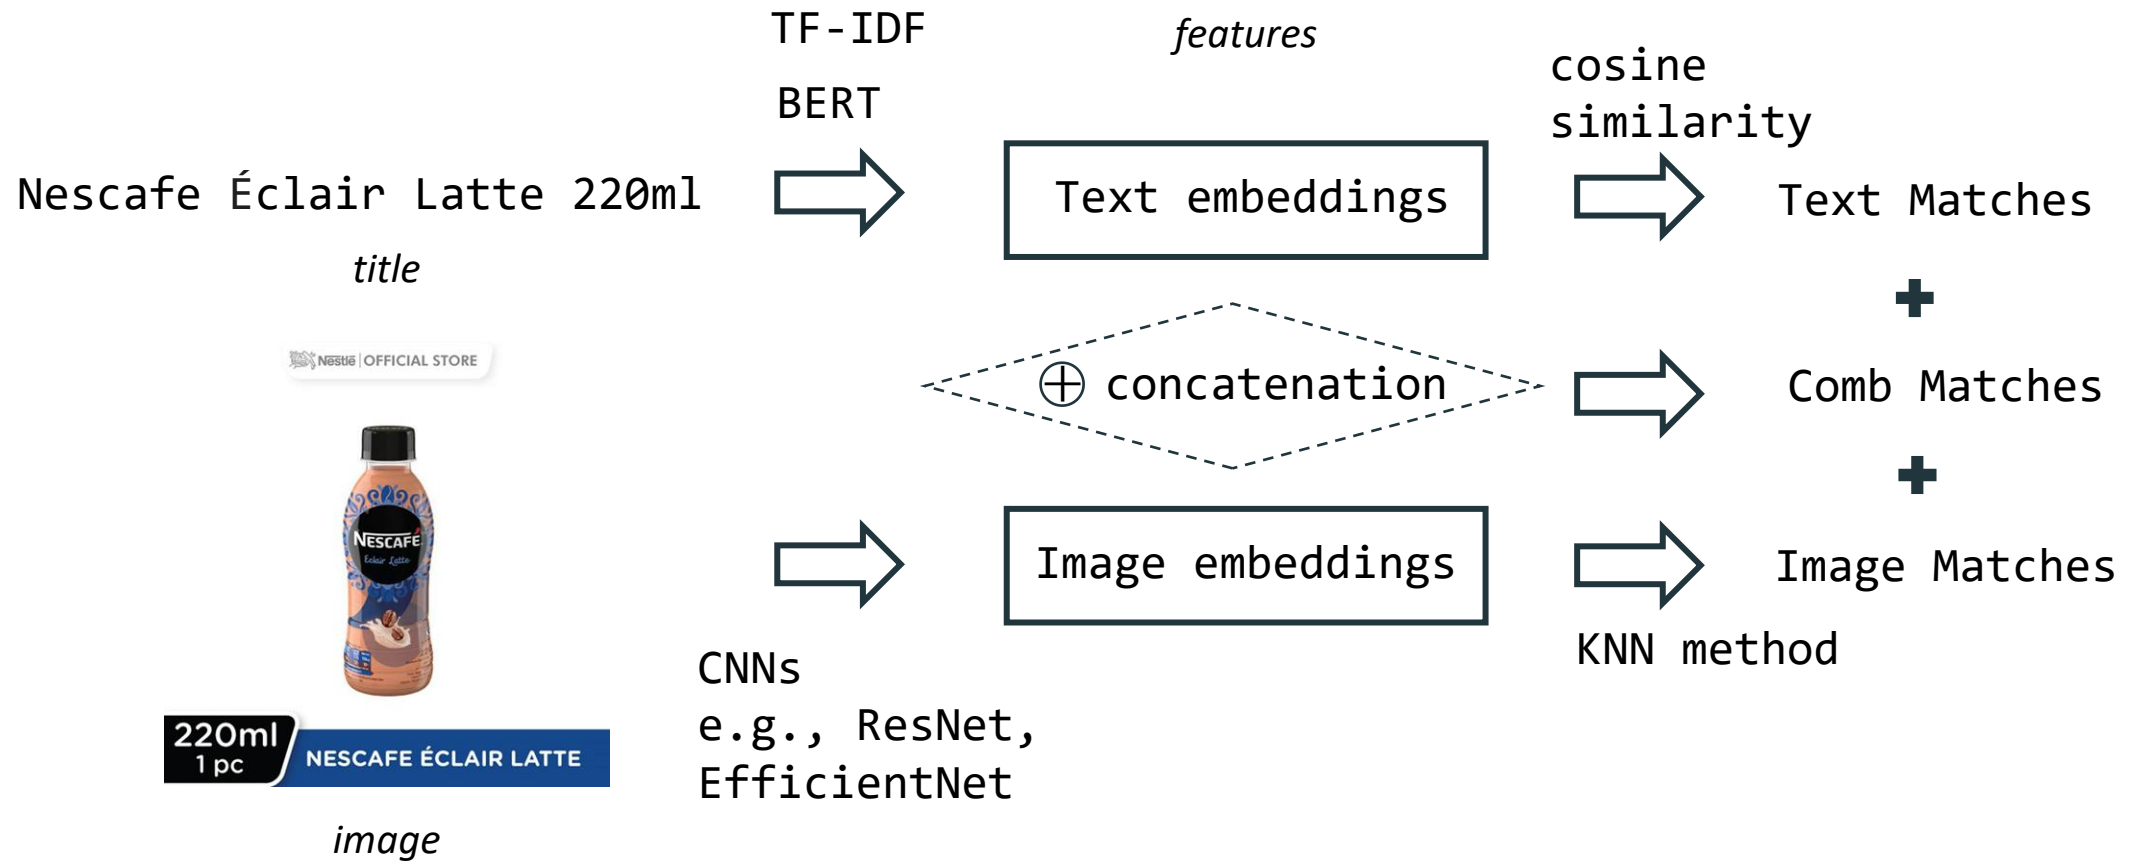 TF-IDF
BERT
features
cosine
similarity
Nescafe Éclair Latte 220ml
Text embeddings
Text Matches
title
Nestlé | OFFICIAL STORE
⊕ concatenation
Comb Matches
NESCAFÉ
Éclair Latte
Image embeddings
Image Matches
KNN method
CNNs
e.g., ResNet,
EfficientNet
220ml
1 pc
NESCAFE ÉCLAIR LATTE
image